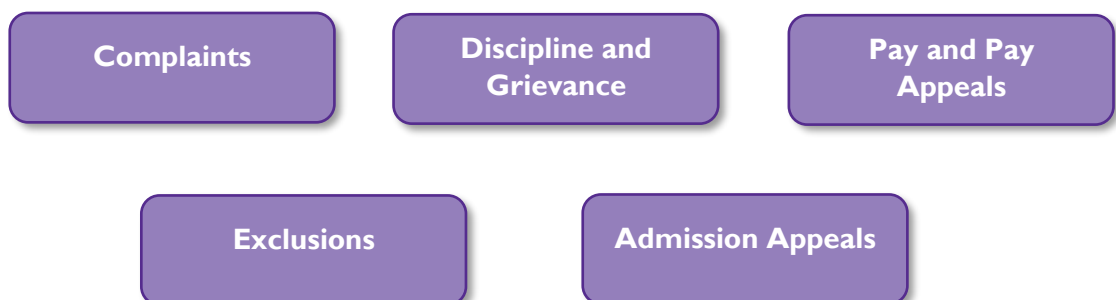 Complaints
Discipline and
Grievance
Pay and Pay
Appeals
Exclusions
Admission Appeals